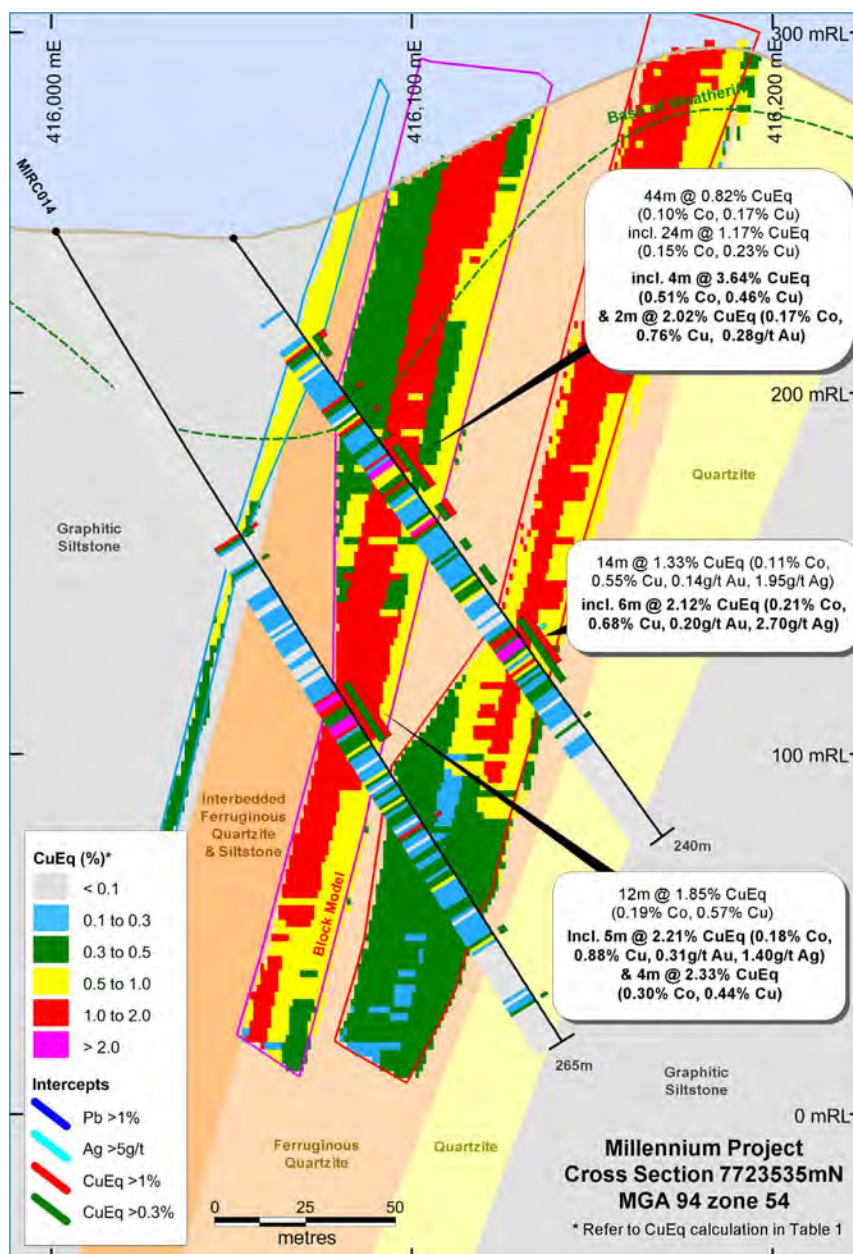 416,000 mE
416,100 mE
416,200 mE
300 mRL
Base of Weatherin
MIRC014
44m @ 0.82% CuEq
(0.10% Co, 0.17% Cu)
incl. 24m @ 1.17% CuEq
(0.15% Co, 0.23% Cu)
incl. 4m @ 3.64% CuEq
(0.51% Co, 0.46% Cu)
& 2m @ 2.02% CuEq (0.17% Co,
0.76% Cu, 0.28g/t Au)
200 mRL
Quartzite
Graphitic
Siltstone
14m @ 1.33% CuEq (0.11% Co,
0.55% Cu, 0.14g/t Au, 1.95g/t Ag)
incl. 6m @ 2.12% CuEq (0.21% Co,
0.68% Cu, 0.20g/t Au, 2.70g/t Ag)
100 mRL
Interbedded
Ferruginous
Quartzite
& Siltstone
Block Model
240m
12m @ 1.85% CuEq
(0.19% Co, 0.57% Cu)
Incl. 5m @ 2.21% CuEq (0.18% Co,
0.88% Cu, 0.31g/t Au, 1.40g/t Ag)
& 4m @ 2.33% CuEq
(0.30% Co, 0.44% Cu)
CuEq (%)*
< 0.1
0.1 to 0.3
0.3 to 0.5
0.5 to 1.0
1.0 to 2.0
> 2.0
Intercepts
Pb >1%
Ag >5g/t
CuEq >1%
CuEq >0.3%
265m
Graphitic
Siltstone
0 mRL
Ferruginous
Quartzite
Quartzite
0 25 50
metres
Millennium Project
Cross Section 7723535mN
MGA 94 zone 54
* Refer to CuEq calculation in Table 1